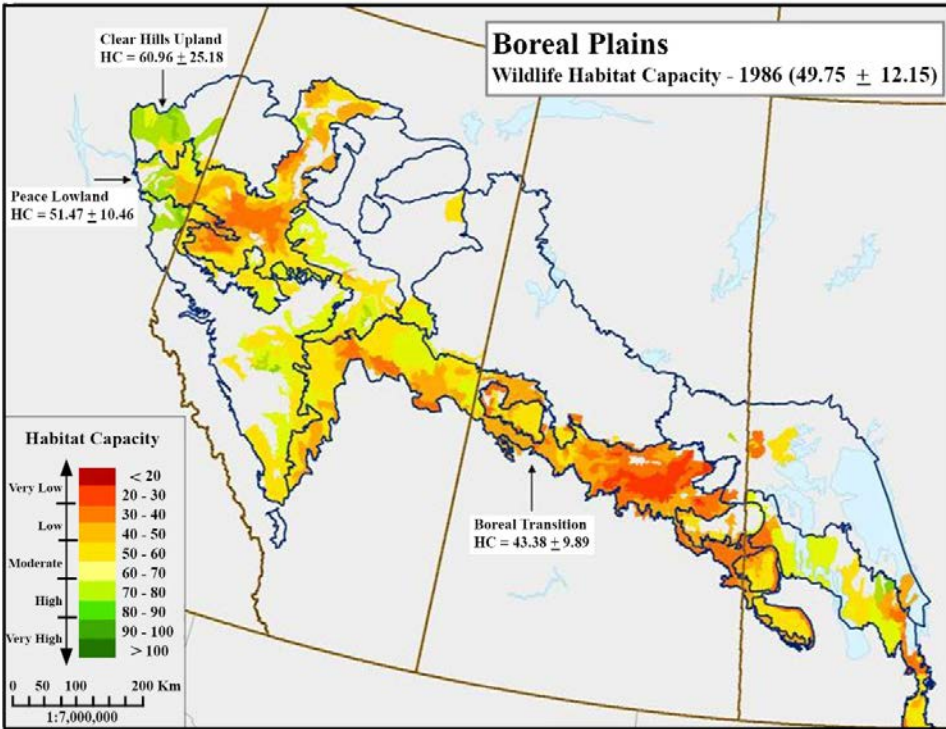 Boreal Plains
Wildlife Habitat Capacity - 1986 (49.75 ± 12.15)
Clear Hills Upland
HC = 60.96 ± 25.18
Peace Lowland
HC = 51.47 ± 10.46
Boreal Transition
HC = 43.38 ± 9.89
Habitat Capacity
Very Low
Low
Moderate
High
Very High
< 20
20 - 30
30 - 40
40 - 50
50 - 60
60 - 70
70 - 80
80 - 90
90 - 100
> 100
0 50 100 200 Km
1:7,000,000